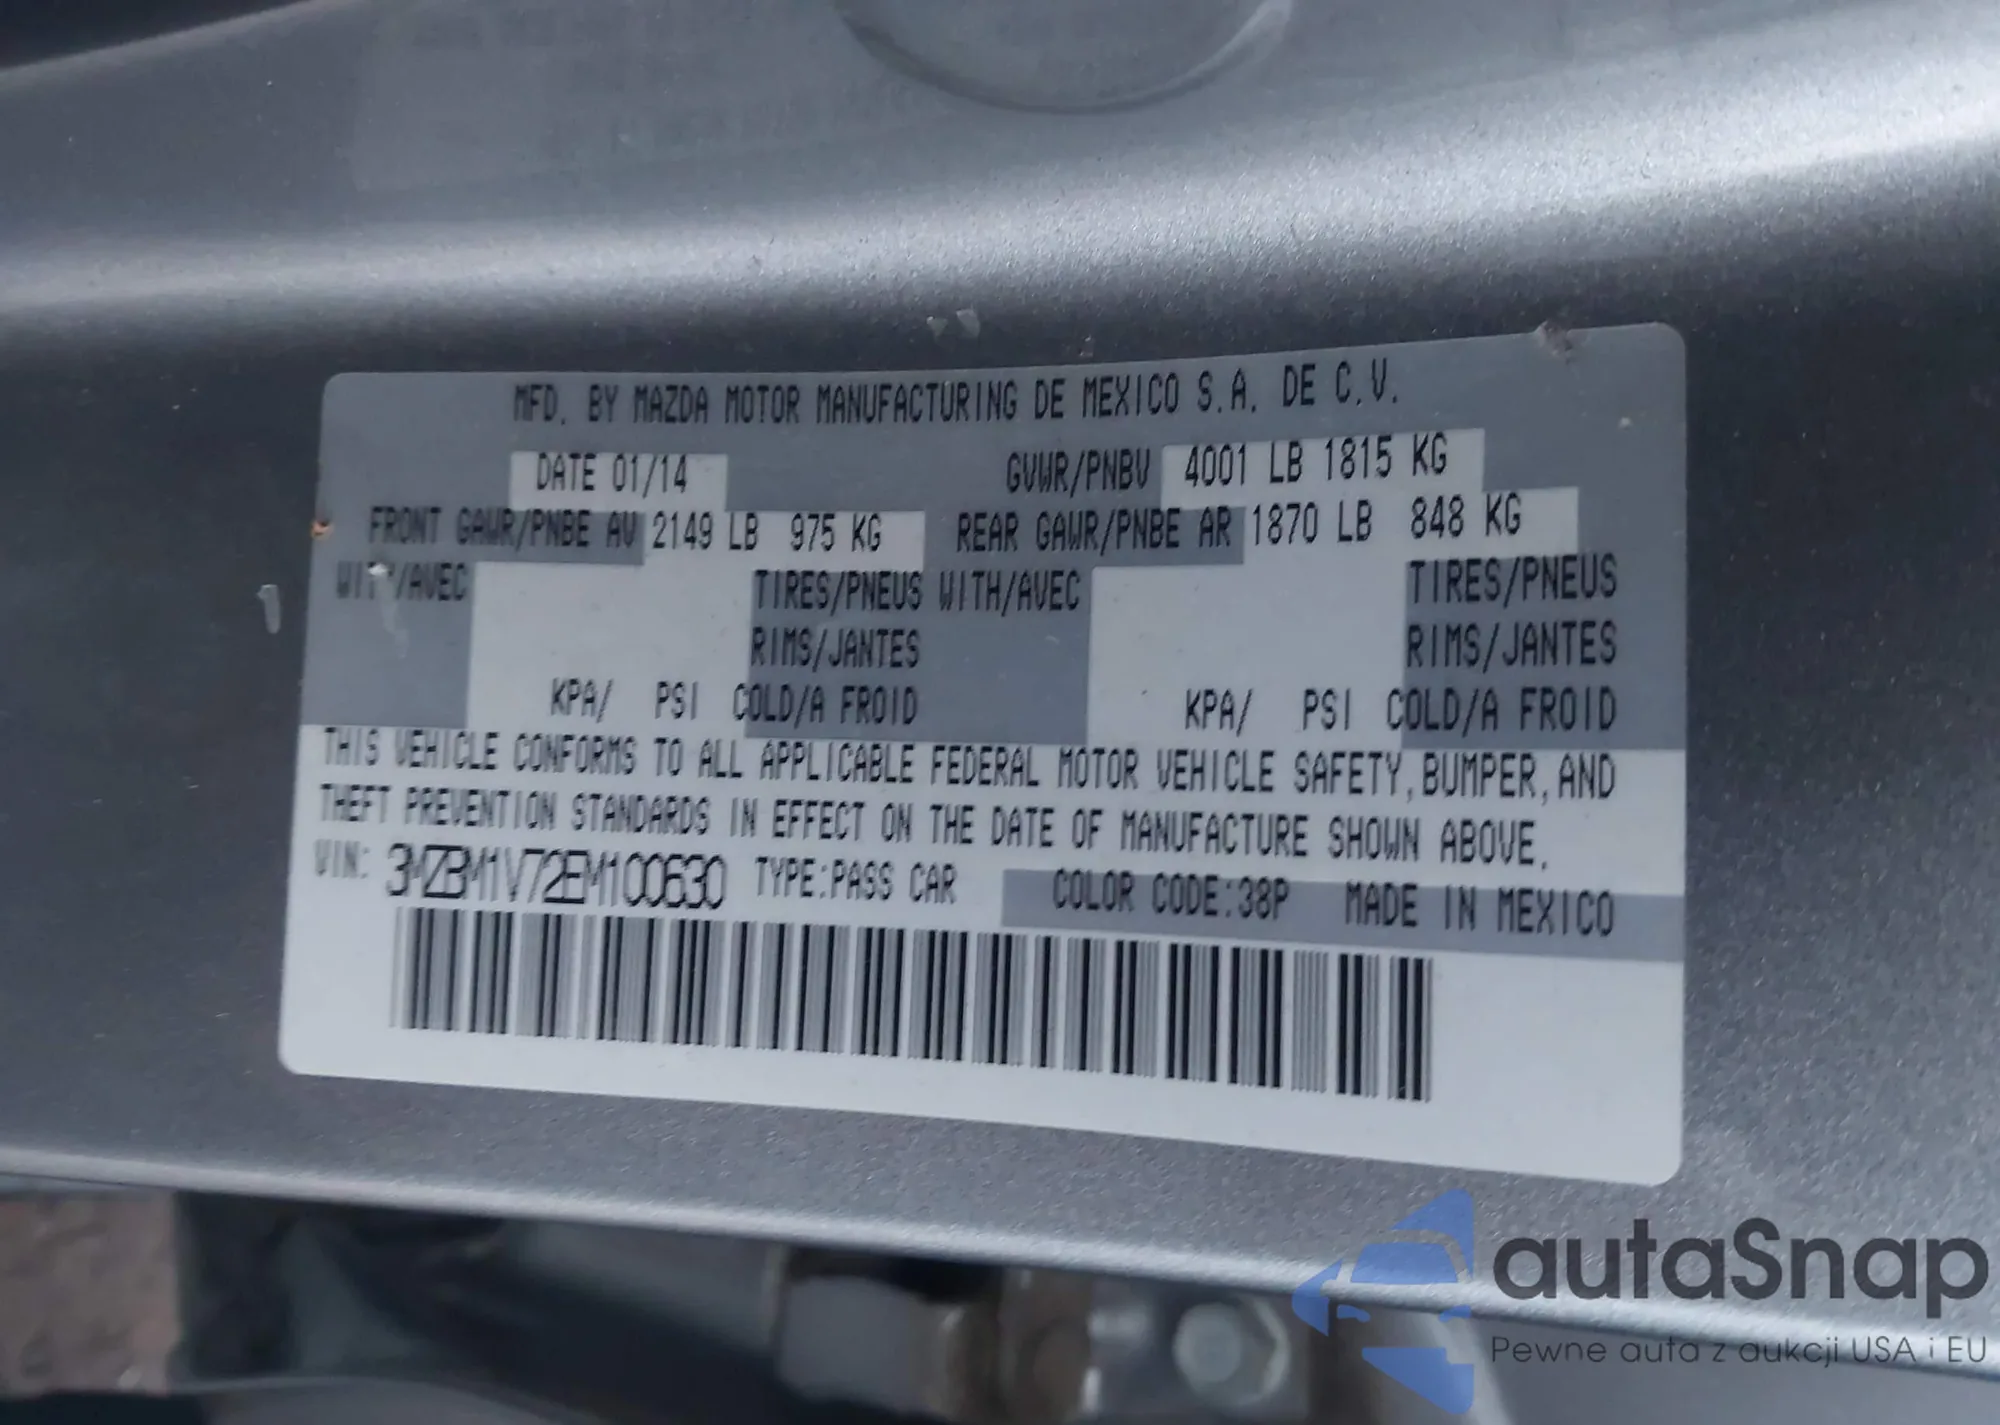 MFD. BY MAZDA MOTOR MANUFACTURING DE MEXICO S.A. DE C.V.
DATE 01/14 GVWR/PNBV 4001 LB 1815 KG
FRONT GAWR/PNBE AV 2149 LB 975 KG REAR GAWR/PNBE AR 1870 LB 848 KG
WITH/AVEC TIRES/PNEUS WITH/AVEC TIRES/PNEUS
RIMS/JANTES RIMS/JANTES
KPA/ PSI COLD/A FROID KPA/ PSI COLD/A FROID
THIS VEHICLE CONFORMS TO ALL APPLICABLE FEDERAL MOTOR VEHICLE SAFETY, BUMPER, AND
THEFT PREVENTION STANDARDS IN EFFECT ON THE DATE OF MANUFACTURE SHOWN ABOVE.
VIN: 3MZBM1V72EM100630 TYPE:PASS CAR COLOR CODE:38P MADE IN MEXICO
autaSnap
Pewne auta z aukcji USA i EU